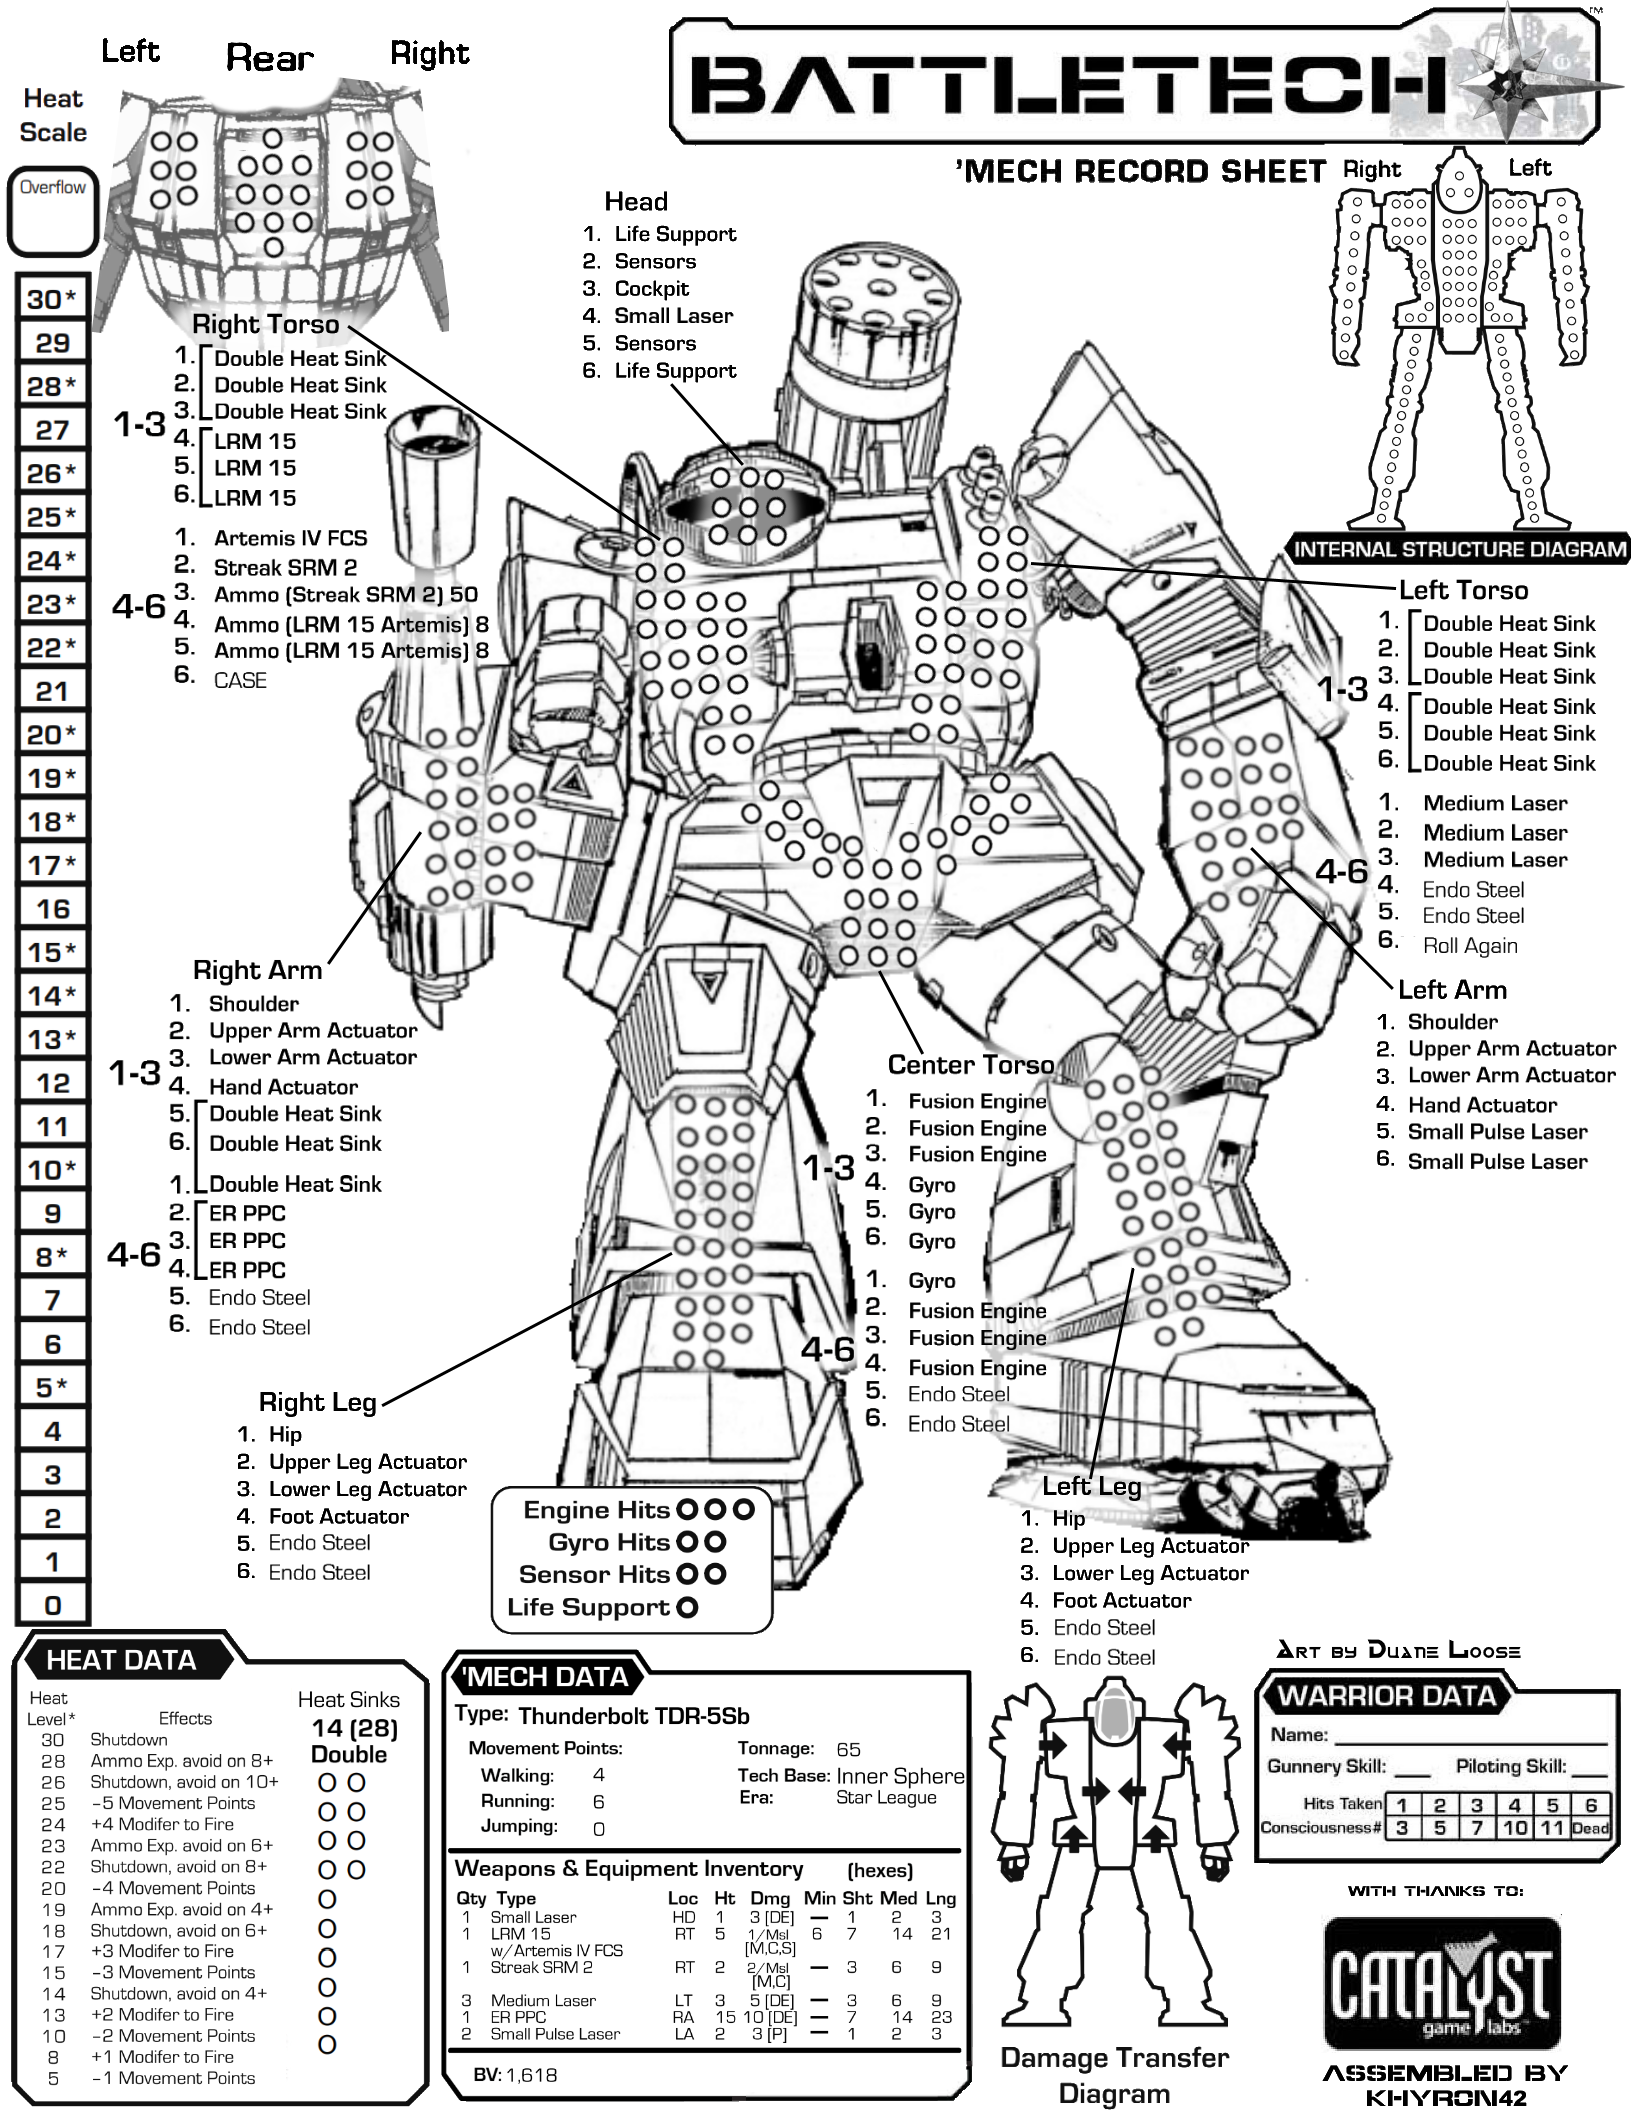 Left Rear Right
Heat
Scale
Overflow
30*
29
28*
27
26*
25*
24*
23*
22*
21
20*
19*
18*
17*
16
15*
14*
13*
12
11
10*
9
8*
7
6
5*
4
3
2
1
0
BATTLETECH ™
'MECH RECORD SHEET
Right Left
INTERNAL STRUCTURE DIAGRAM
Head
1. Life Support
2. Sensors
3. Cockpit
4. Small Laser
5. Sensors
6. Life Support
Right Torso
1-3
1. Double Heat Sink
2. Double Heat Sink
3. Double Heat Sink
4. LRM 15
5. LRM 15
6. LRM 15
4-6
1. Artemis IV FCS
2. Streak SRM 2
3. Ammo (Streak SRM 2) 50
4. Ammo (LRM 15 Artemis) 8
5. Ammo (LRM 15 Artemis) 8
6. CASE
Left Torso
1-3
1. Double Heat Sink
2. Double Heat Sink
3. Double Heat Sink
4. Double Heat Sink
5. Double Heat Sink
6. Double Heat Sink
4-6
1. Medium Laser
2. Medium Laser
3. Medium Laser
4. Endo Steel
5. Endo Steel
6. Roll Again
Right Arm
1-3
1. Shoulder
2. Upper Arm Actuator
3. Lower Arm Actuator
4. Hand Actuator
5. Double Heat Sink
6. Double Heat Sink
4-6
1. Double Heat Sink
2. ER PPC
3. ER PPC
4. ER PPC
5. Endo Steel
6. Endo Steel
Center Torso
1-3
1. Fusion Engine
2. Fusion Engine
3. Fusion Engine
4. Gyro
5. Gyro
6. Gyro
4-6
1. Gyro
2. Fusion Engine
3. Fusion Engine
4. Fusion Engine
5. Endo Steel
6. Endo Steel
Left Arm
1. Shoulder
2. Upper Arm Actuator
3. Lower Arm Actuator
4. Hand Actuator
5. Small Pulse Laser
6. Small Pulse Laser
Right Leg
1. Hip
2. Upper Leg Actuator
3. Lower Leg Actuator
4. Foot Actuator
5. Endo Steel
6. Endo Steel
Engine Hits
Gyro Hits
Sensor Hits
Life Support
Left Leg
1. Hip
2. Upper Leg Actuator
3. Lower Leg Actuator
4. Foot Actuator
5. Endo Steel
6. Endo Steel
HEAT DATA
Heat
Level* Effects
30 Shutdown
28 Ammo Exp. avoid on 8+
26 Shutdown, avoid on 10+
25 -5 Movement Points
24 +4 Modifer to Fire
23 Ammo Exp. avoid on 6+
22 Shutdown, avoid on 8+
20 -4 Movement Points
19 Ammo Exp. avoid on 4+
18 Shutdown, avoid on 6+
17 +3 Modifer to Fire
15 -3 Movement Points
14 Shutdown, avoid on 4+
13 +2 Modifer to Fire
10 -2 Movement Points
8 +1 Modifer to Fire
5 -1 Movement Points
Heat Sinks
14 (28)
Double
'MECH DATA
Type: Thunderbolt TDR-5Sb
Movement Points:
Walking: 4
Running: 6
Jumping: 0
Tonnage: 65
Tech Base: Inner Sphere
Era: Star League
Weapons & Equipment Inventory (hexes)
Qty Type Loc Ht Dmg Min Sht Med Lng
1 Small Laser HD 1 3 [DE] — 1 2 3
1 LRM 15 RT 5 1/Msl 6 7 14 21
w/Artemis IV FCS [M,C,S]
1 Streak SRM 2 RT 2 2/Msl — 3 6 9
[M,C]
3 Medium Laser LT 3 5 [DE] — 3 6 9
1 ER PPC RA 15 10 [DE] — 7 14 23
2 Small Pulse Laser LA 2 3 [P] — 1 2 3
BV: 1,618
Damage Transfer
Diagram
Art by Duane Loose
WARRIOR DATA
Name:
Gunnery Skill: Piloting Skill:
Hits Taken 1 2 3 4 5 6
Consciousness# 3 5 7 10 11 Dead
WITH THANKS TO:
CATALYST
game labs
ASSEMBLED BY
KHYRON42